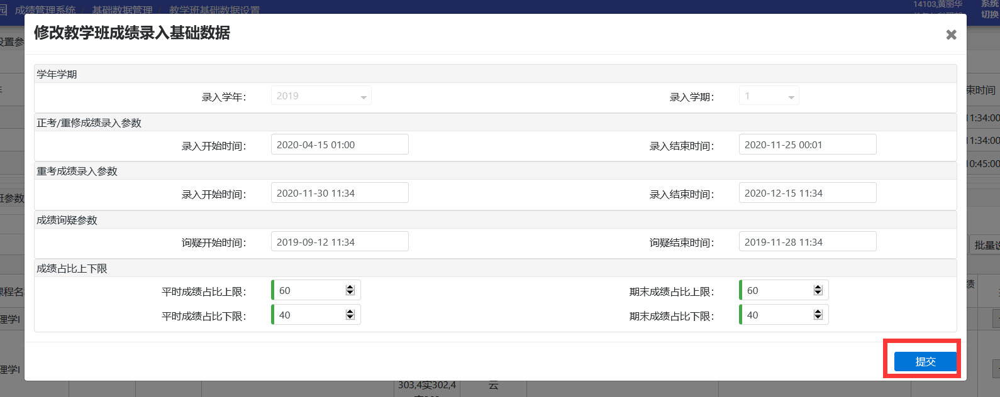 成绩管理系统 / 基础数据管理 / 教学班基础数据设置
14103,黄丽华
系统
切换
修改教学班成绩录入基础数据
设置参
学年学期
录入学年： 2019 录入学期： 1
束时间
正考/重修成绩录入参数
11:34:00
录入开始时间： 2020-04-15 01:00 录入结束时间： 2020-11-25 00:01
11:34:00
重考成绩录入参数
10:45:00
录入开始时间： 2020-11-30 11:34 录入结束时间： 2020-12-15 11:34
班参数
成绩询疑参数
询疑开始时间： 2019-09-12 11:34 询疑结束时间： 2019-11-28 11:34
批量设
成绩占比上下限
平时成绩占比上限： 60 期末成绩占比上限： 60
课程名
绩
平时成绩占比下限： 40 期末成绩占比下限： 40
理学I
提交
理学I
303,4实302,4
云